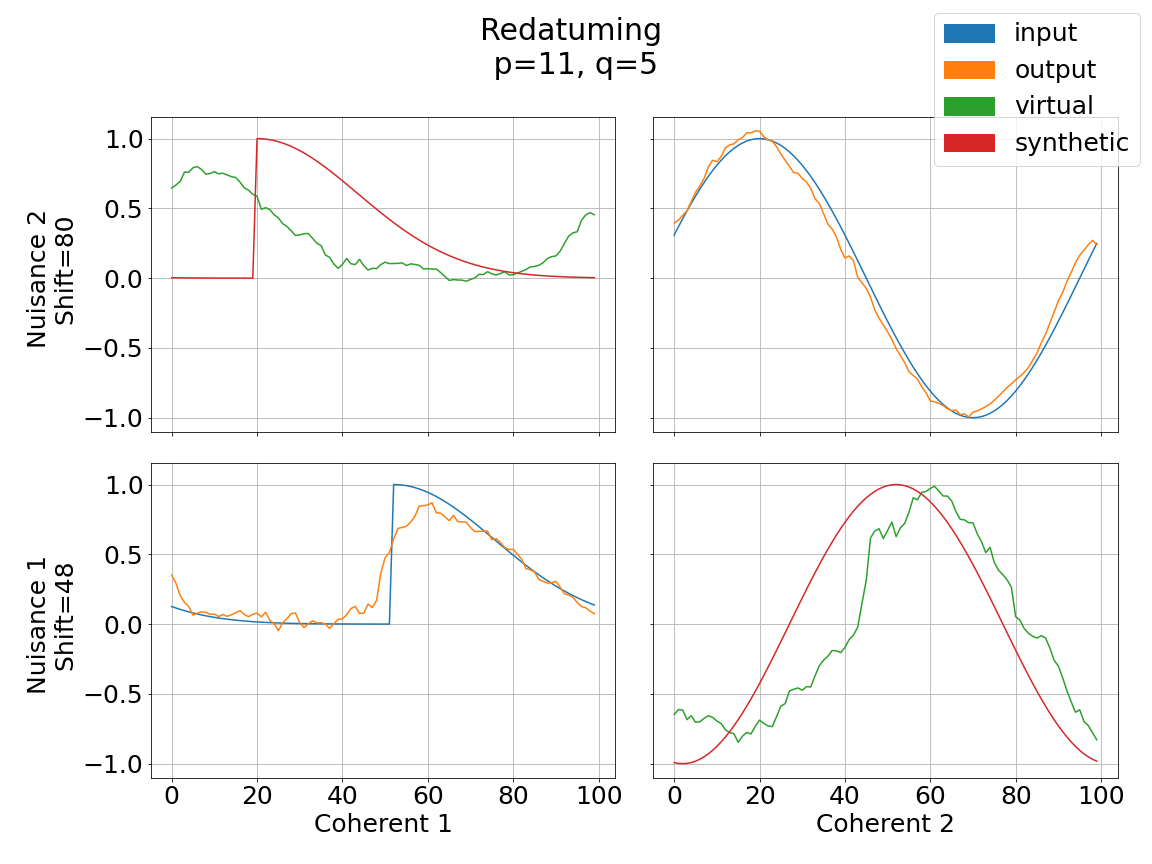 Redatuming
p=11, q=5
input
output
virtual
synthetic
Nuisance 2
Shift=80
1.0
0.5
0.0
−0.5
−1.0
Nuisance 1
Shift=48
1.0
0.5
0.0
−0.5
−1.0
0 20 40 60 80 100
0 20 40 60 80 100
Coherent 1
Coherent 2